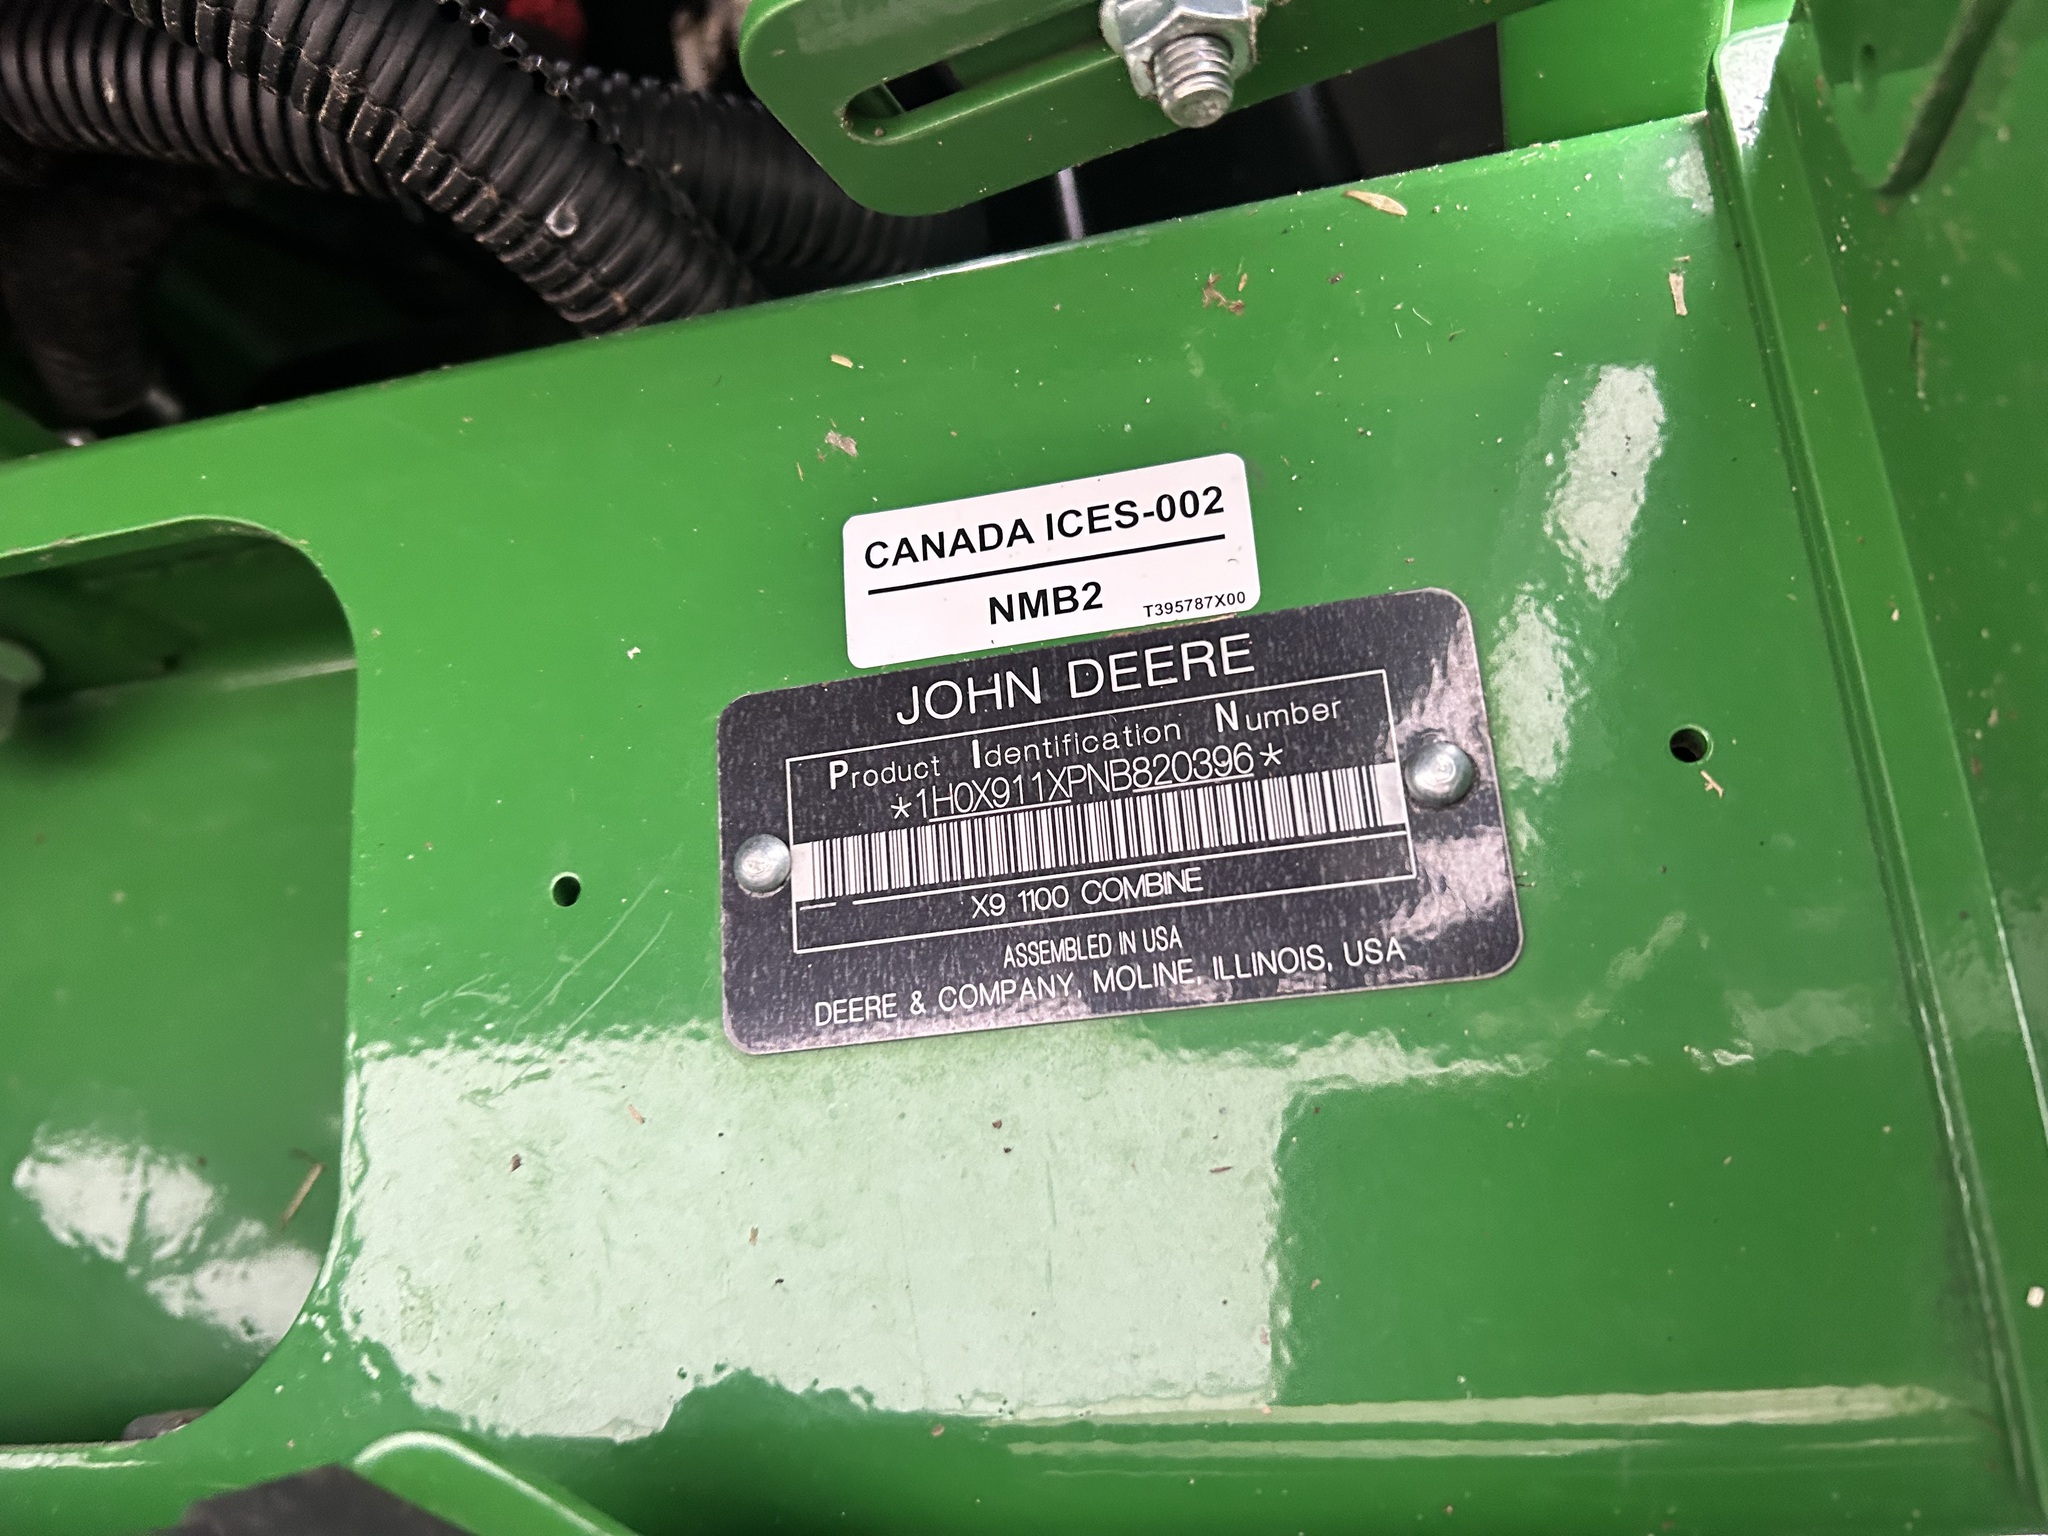 CANADA ICES-002
NMB2 T395787X00
JOHN DEERE
Product Identification Number
*1H0X911XPNB820396*
X9 1100 COMBINE
ASSEMBLED IN USA
DEERE & COMPANY, MOLINE, ILLINOIS, USA